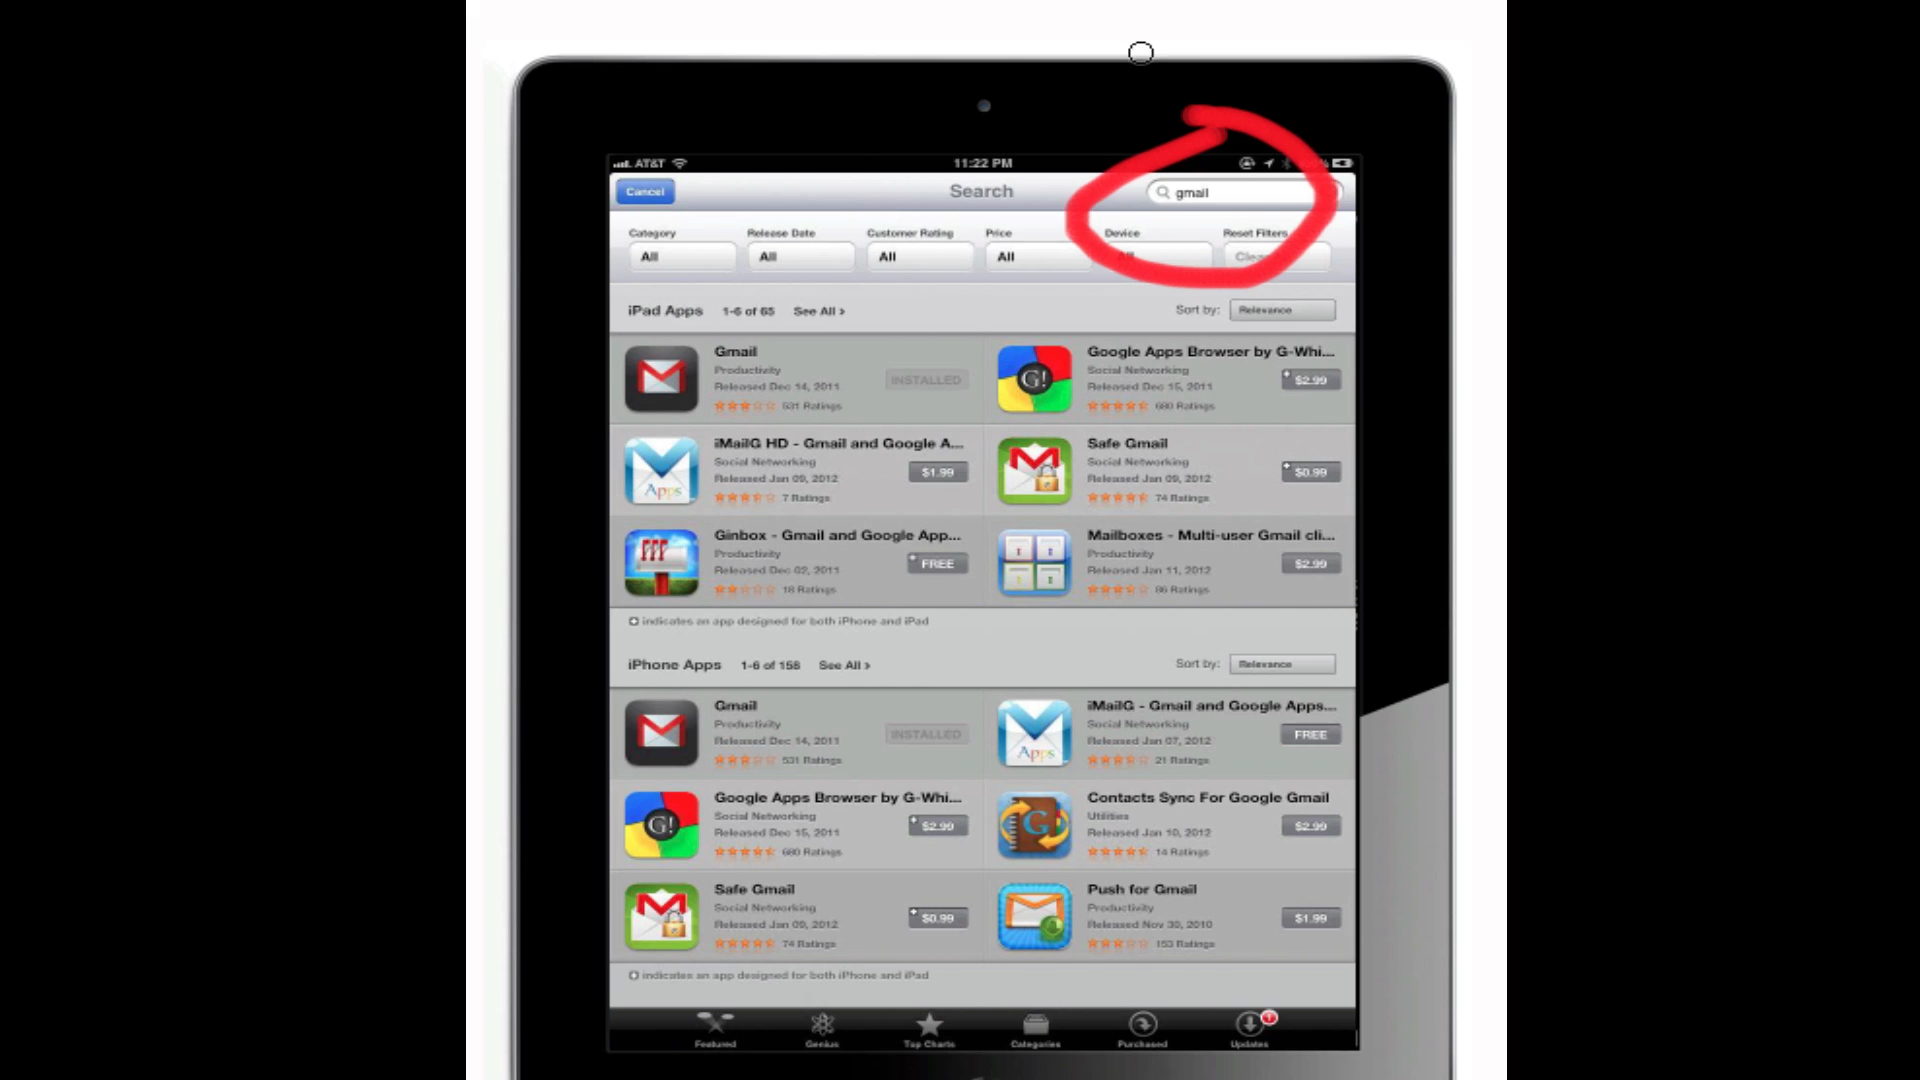 AT&T 11:22 PM %
Cancel Search gmail
Category Release Date Customer Rating Price Device Reset Filters
All All All All All
iPad Apps 1-6 of 65 See All › Sort by: Relevance
Gmail
Productivity
Released Dec 14, 2011 INSTALLED
531 Ratings
Google Apps Browser by G-Whi...
Social Networking
Released Dec 15, 2011 $2.99
680 Ratings
iMailG HD - Gmail and Google A...
Social Networking
Released Jan 09, 2012 $1.99
7 Ratings
Apps
Safe Gmail
Social Networking
Released Jan 09, 2012 $0.99
74 Ratings
Ginbox - Gmail and Google App...
Productivity
Released Dec 02, 2011 FREE
18 Ratings
Mailboxes - Multi-user Gmail cli...
Productivity
Released Jan 11, 2012 $2.99
86 Ratings
indicates an app designed for both iPhone and iPad
iPhone Apps 1-6 of 158 See All › Sort by: Relevance
Gmail
Productivity
Released Dec 14, 2011 INSTALLED
531 Ratings
iMailG - Gmail and Google Apps...
Social Networking
Released Jan 07, 2012 FREE
21 Ratings
Apps
Google Apps Browser by G-Whi...
Social Networking
Released Dec 15, 2011 $2.99
680 Ratings
G!
Contacts Sync For Google Gmail
Utilities
Released Jan 10, 2012 $2.99
14 Ratings
Safe Gmail
Social Networking
Released Jan 09, 2012 $0.99
74 Ratings
Push for Gmail
Productivity
Released Nov 30, 2010 $1.99
153 Ratings
indicates an app designed for both iPhone and iPad
Featured Genius Top Charts Categories Purchased Updates